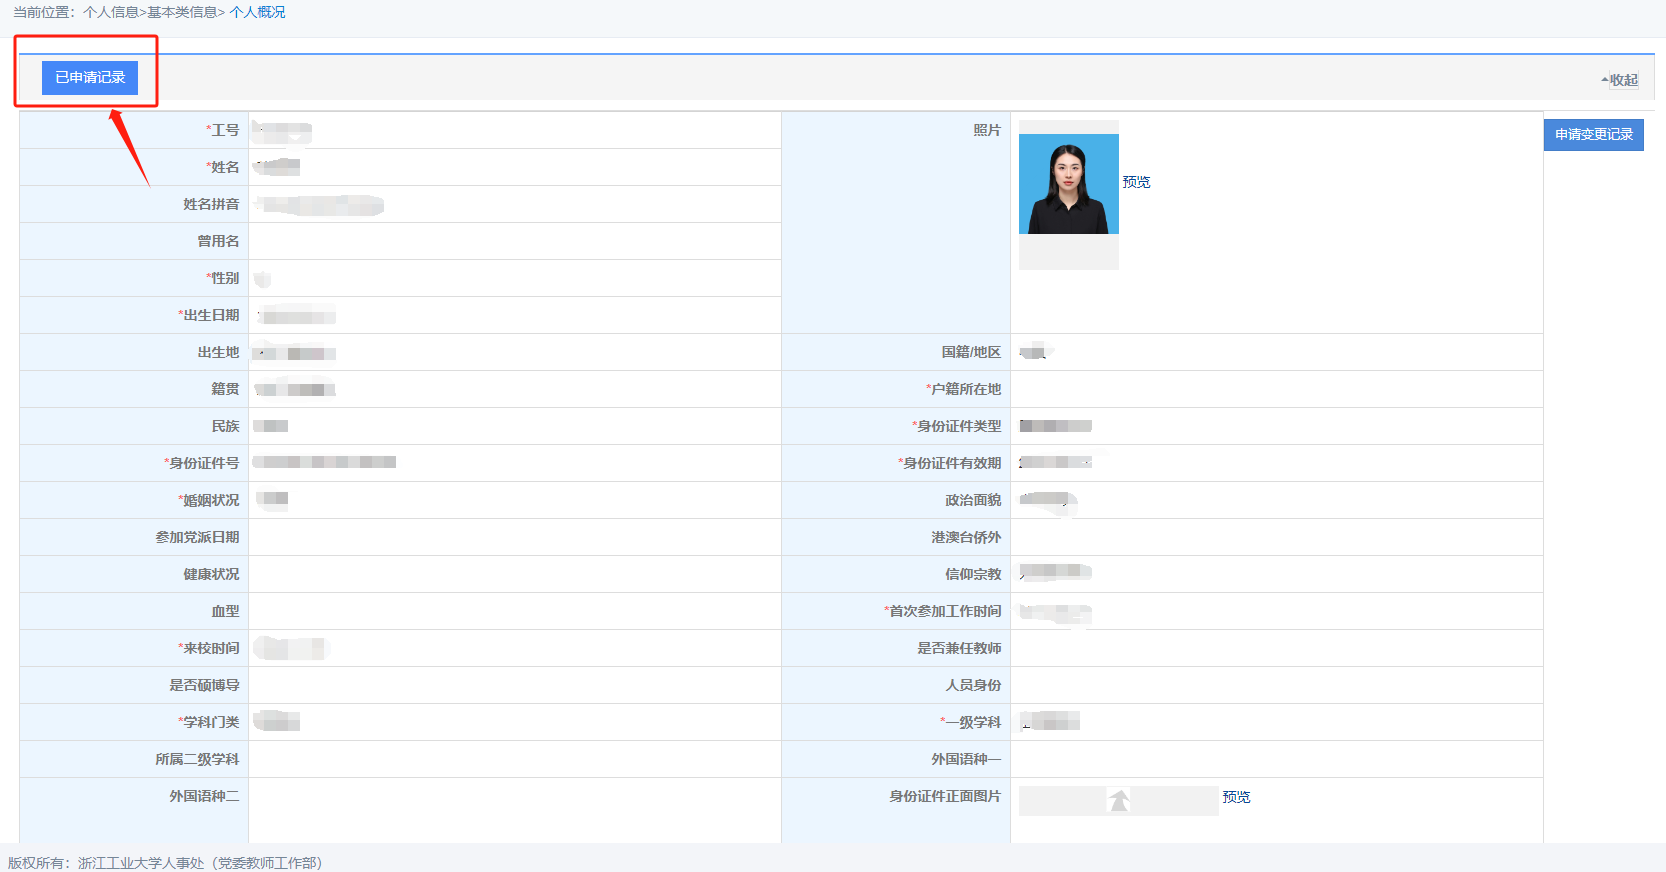 当前位置：个人信息>基本类信息> 个人概况
已申请记录
收起
*工号
照片
申请变更记录
*姓名
预览
姓名拼音
曾用名
*性别
*出生日期
出生地
国籍/地区
籍贯
*户籍所在地
民族
*身份证件类型
*身份证件号
*身份证件有效期
*婚姻状况
政治面貌
参加党派日期
港澳台侨外
健康状况
信仰宗教
血型
*首次参加工作时间
*来校时间
是否兼任教师
是否硕博导
人员身份
*学科门类
*一级学科
所属二级学科
外国语种一
外国语种二
身份证件正面图片
预览
版权所有：浙江工业大学人事处（党委教师工作部）